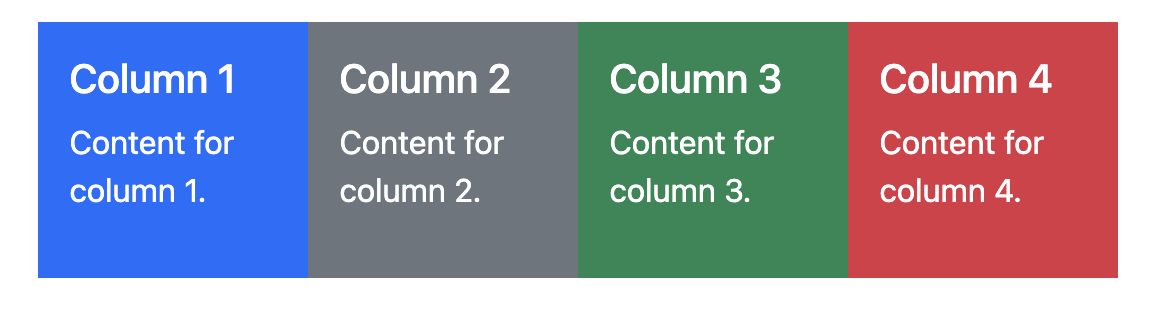 Column 1
Content for
column 1.
Column 2
Content for
column 2.
Column 3
Content for
column 3.
Column 4
Content for
column 4.